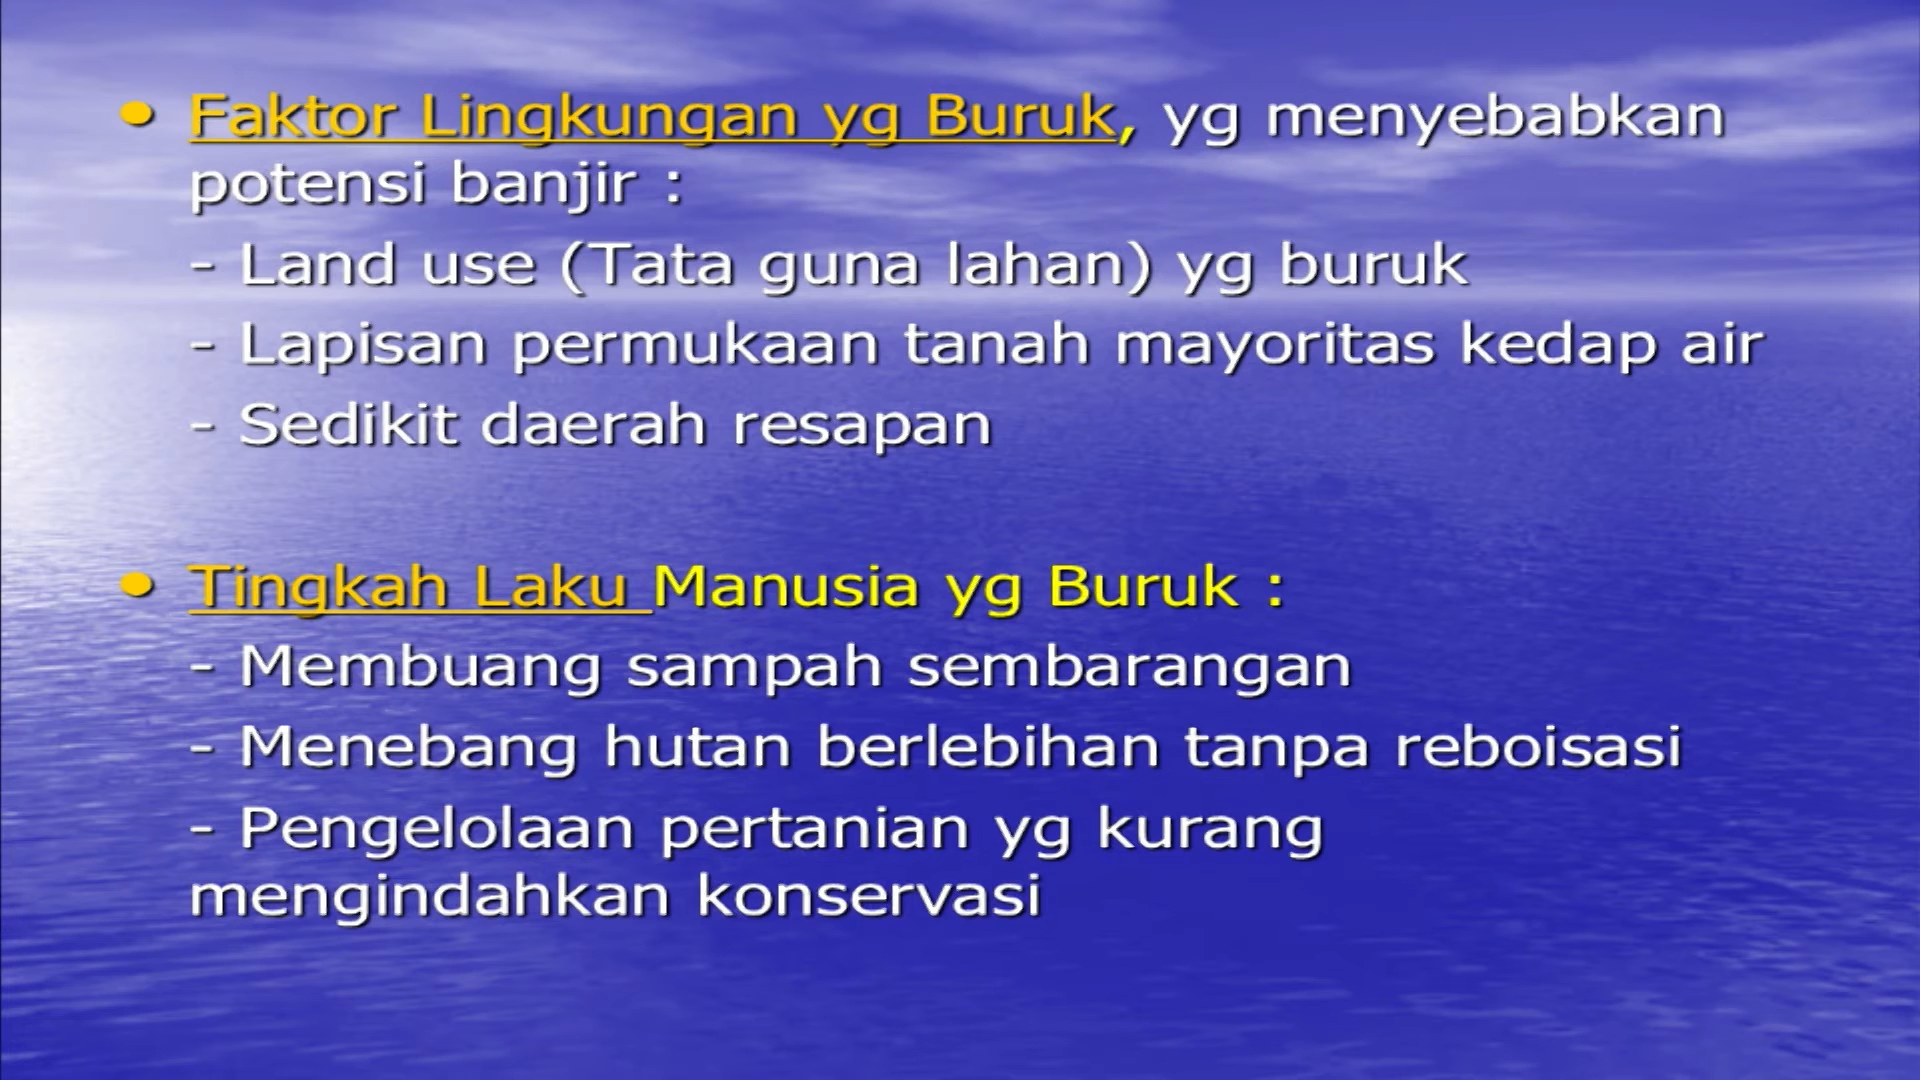 • Faktor Lingkungan yg Buruk, yg menyebabkan
potensi banjir :
- Land use (Tata guna lahan) yg buruk
- Lapisan permukaan tanah mayoritas kedap air
- Sedikit daerah resapan
• Tingkah Laku Manusia yg Buruk :
- Membuang sampah sembarangan
- Menebang hutan berlebihan tanpa reboisasi
- Pengelolaan pertanian yg kurang
mengindahkan konservasi